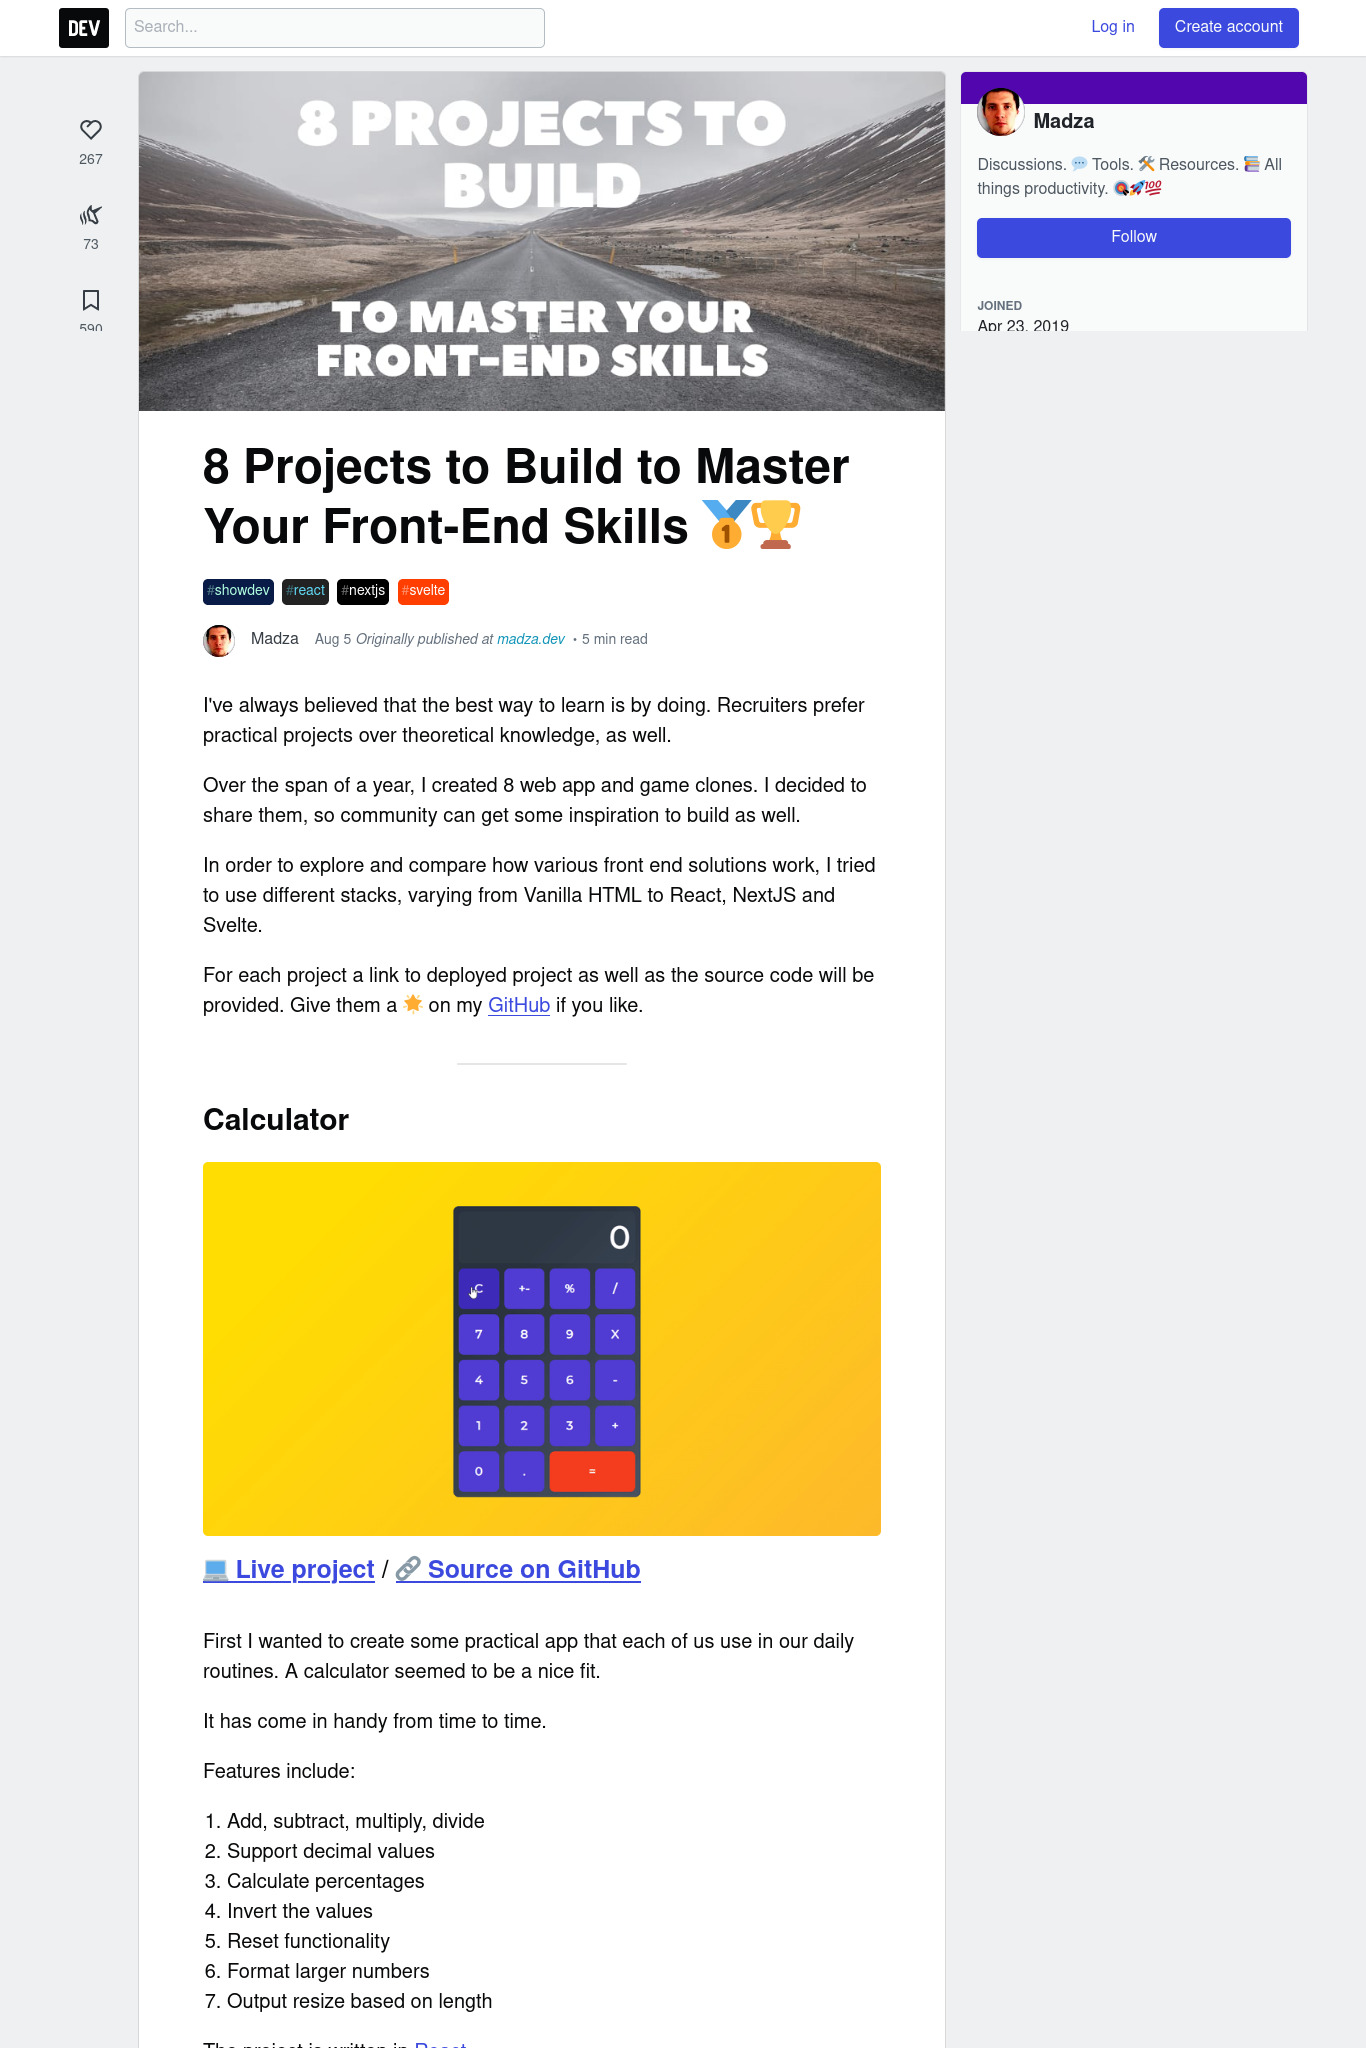 DEV
Search...
Log in
Create account
267
73
590
8 PROJECTS TO
BUILD
TO MASTER YOUR
FRONT-END SKILLS
Madza
Discussions. 💬 Tools. 🛠 Resources. 📚 All
things productivity. 🎯🚀💯
Follow
JOINED
Apr 23, 2019
8 Projects to Build to Master
Your Front-End Skills 🥇🏆
#showdev #react #nextjs #svelte
Madza Aug 5 Originally published at madza.dev • 5 min read
I've always believed that the best way to learn is by doing. Recruiters prefer
practical projects over theoretical knowledge, as well.
Over the span of a year, I created 8 web app and game clones. I decided to
share them, so community can get some inspiration to build as well.
In order to explore and compare how various front end solutions work, I tried
to use different stacks, varying from Vanilla HTML to React, NextJS and
Svelte.
For each project a link to deployed project as well as the source code will be
provided. Give them a 🌟 on my GitHub if you like.
Calculator
0
C +- % /
7 8 9 X
4 5 6 -
1 2 3 +
0 . =
💻 Live project / 🔗 Source on GitHub
First I wanted to create some practical app that each of us use in our daily
routines. A calculator seemed to be a nice fit.
It has come in handy from time to time.
Features include:
1. Add, subtract, multiply, divide
2. Support decimal values
3. Calculate percentages
4. Invert the values
5. Reset functionality
6. Format larger numbers
7. Output resize based on length
The project is written in React